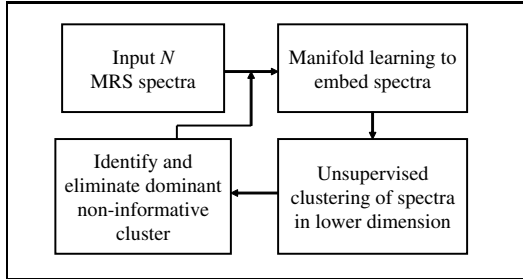 Input N
MRS spectra
Manifold learning to
embed spectra
Identify and
eliminate dominant
non-informative
cluster
Unsupervised
clustering of spectra
in lower dimension